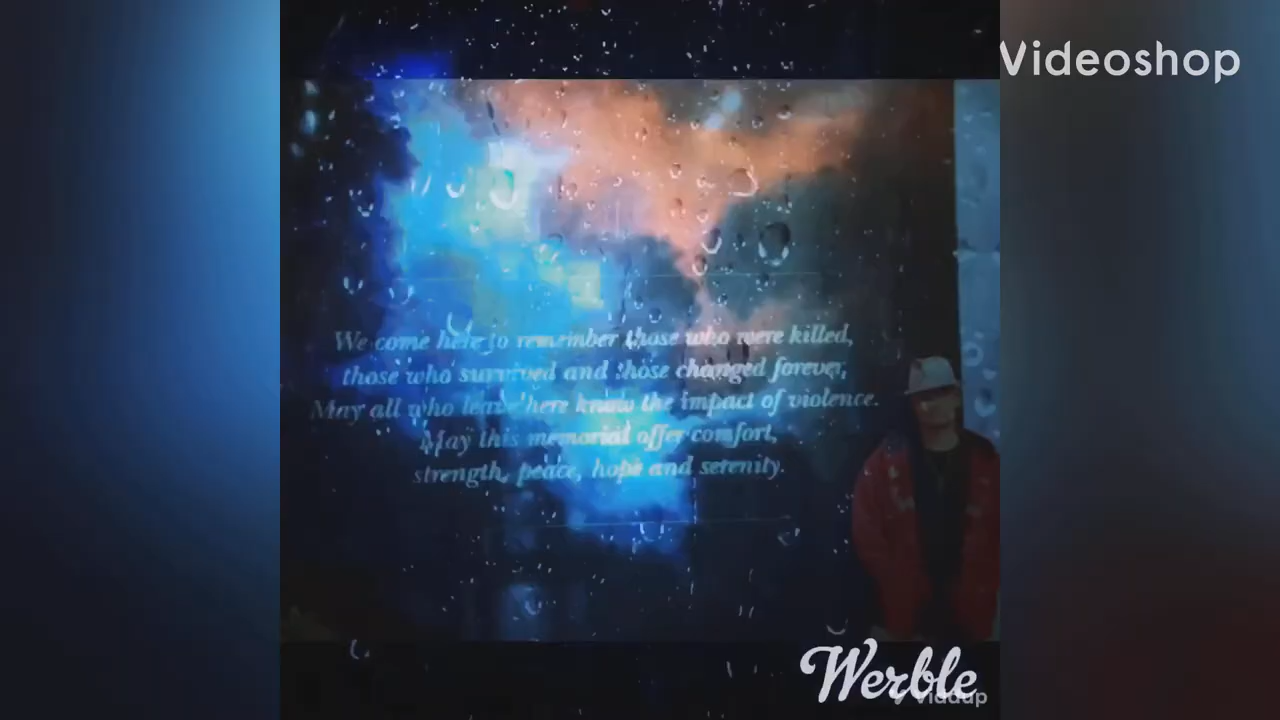 Videoshop
We come here to remember those who were killed,
those who survived and those changed forever,
May all who leave here know the impact of violence.
May this memorial offer comfort,
strength, peace, hope and serenity.
Werble
Vidaup